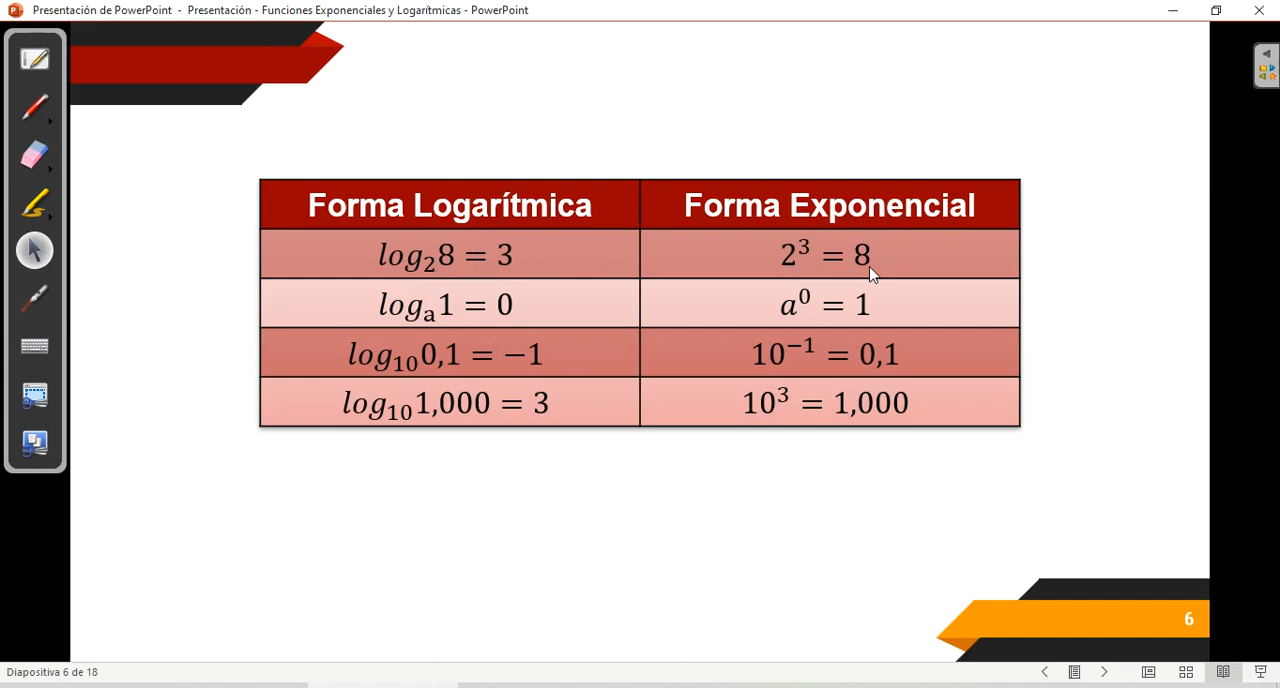 Presentación de PowerPoint - Presentación - Funciones Exponenciales y Logarítmicas - PowerPoint
Forma Logarítmica Forma Exponencial
log₂8 = 3 2³ = 8
logₐ1 = 0 a⁰ = 1
log₁₀0,1 = −1 10⁻¹ = 0,1
log₁₀1,000 = 3 10³ = 1,000
6
Diapositiva 6 de 18